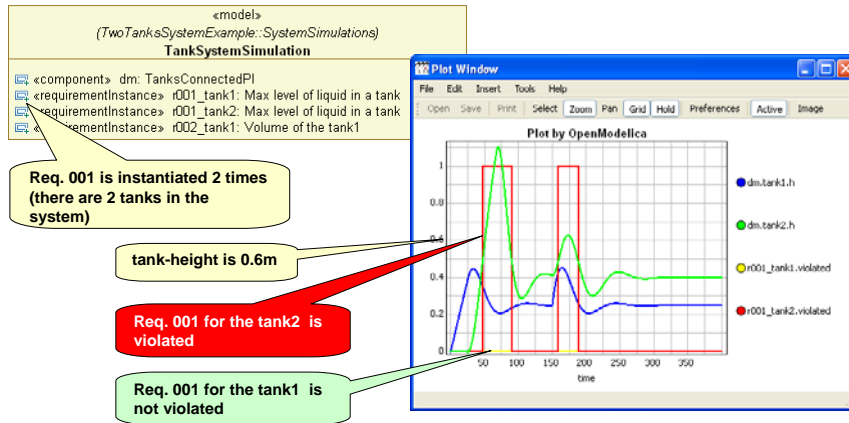 «model»
(TwoTanksSystemExample::SystemSimulations)
TankSystemSimulation
«component» dm: TanksConnectedPI
«requirementInstance» r001_tank1: Max level of liquid in a tank
«requirementInstance» r001_tank2: Max level of liquid in a tank
«requirementInstance» r002_tank1: Volume of the tank1
Req. 001 is instantiated 2 times
(there are 2 tanks in the
system)
tank-height is 0.6m
Req. 001 for the tank2 is
violated
Req. 001 for the tank1 is
not violated
Plot Window
File Edit Insert Tools Help
Open Save Print Select Zoom Pan Grid Hold Preferences Active Image
Plot by OpenModelica
1
0.8
0.6
0.4
0.2
0
50 100 150 200 250 300 350
time
dm.tank1.h
dm.tank2.h
r001_tank1.violated
r001_tank2.violated